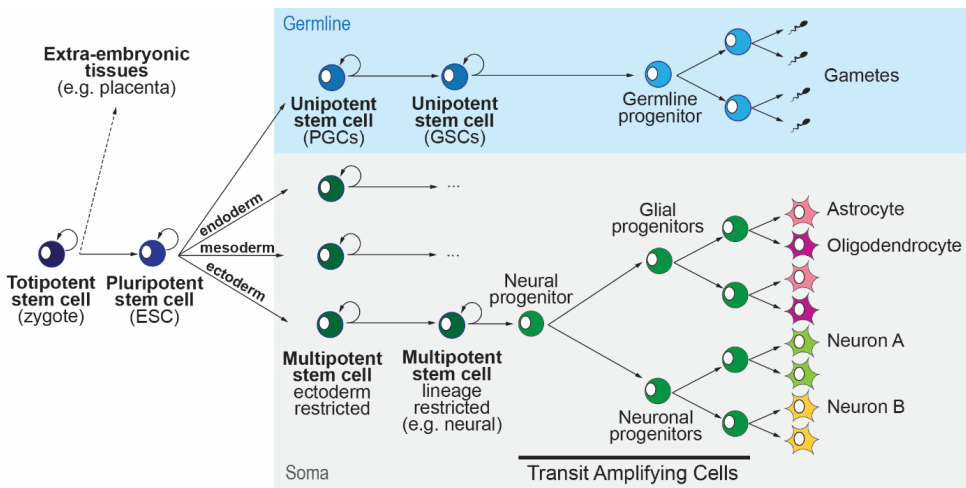 Germline
Extra-embryonic
tissues
(e.g. placenta)
Unipotent
stem cell
(PGCs)
Unipotent
stem cell
(GSCs)
Germline
progenitor
Gametes
endoderm
mesoderm
ectoderm
...
...
Totipotent
stem cell
(zygote)
Pluripotent
stem cell
(ESC)
Multipotent
stem cell
ectoderm
restricted
Multipotent
stem cell
lineage
restricted
(e.g. neural)
Neural
progenitor
Glial
progenitors
Neuronal
progenitors
Astrocyte
Oligodendrocyte
Neuron A
Neuron B
Soma
Transit Amplifying Cells